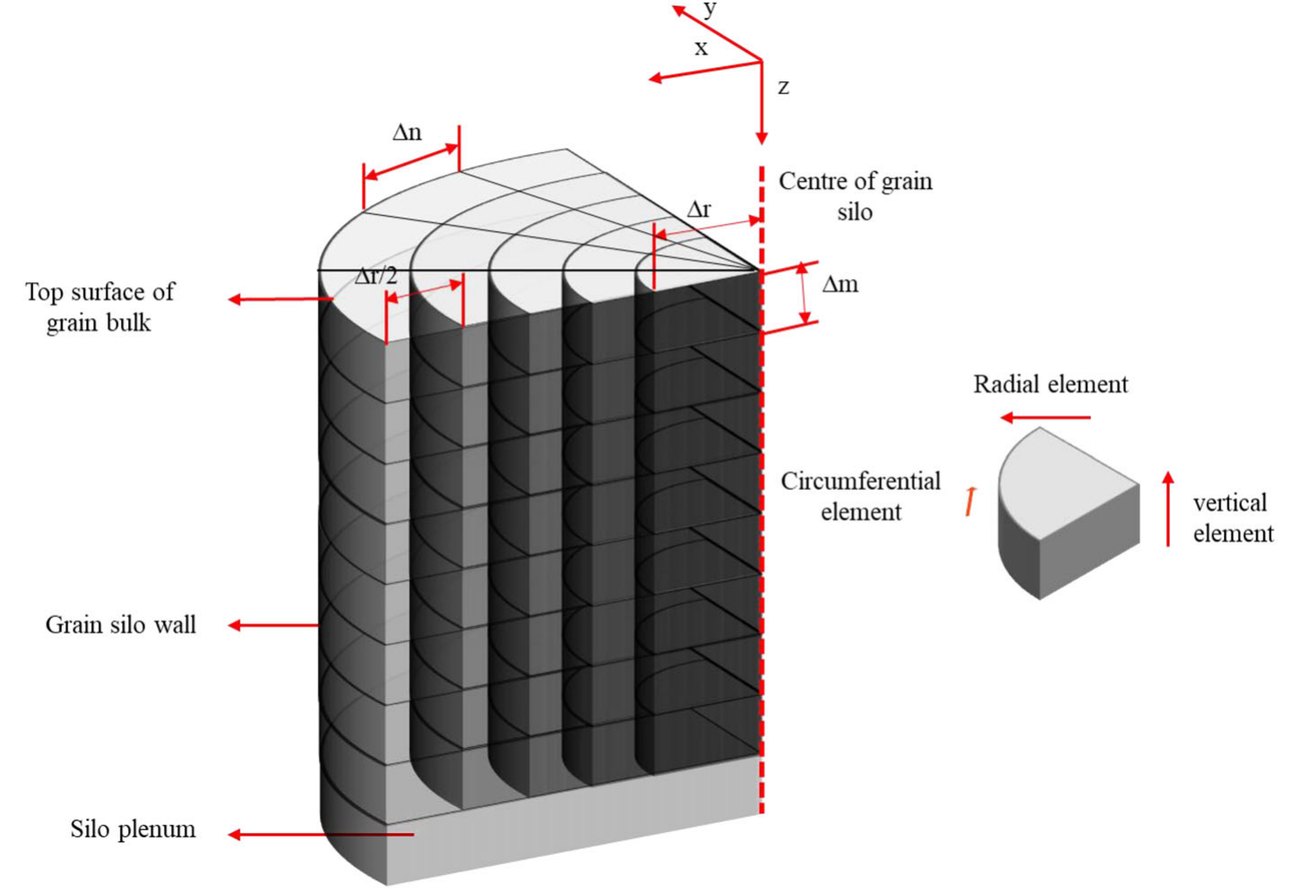 y
x
z
Δn
Centre of grain
silo
Δr
Δr/2
Δm
Top surface of
grain bulk
Radial element
Circumferential
element
vertical
element
Grain silo wall
Silo plenum